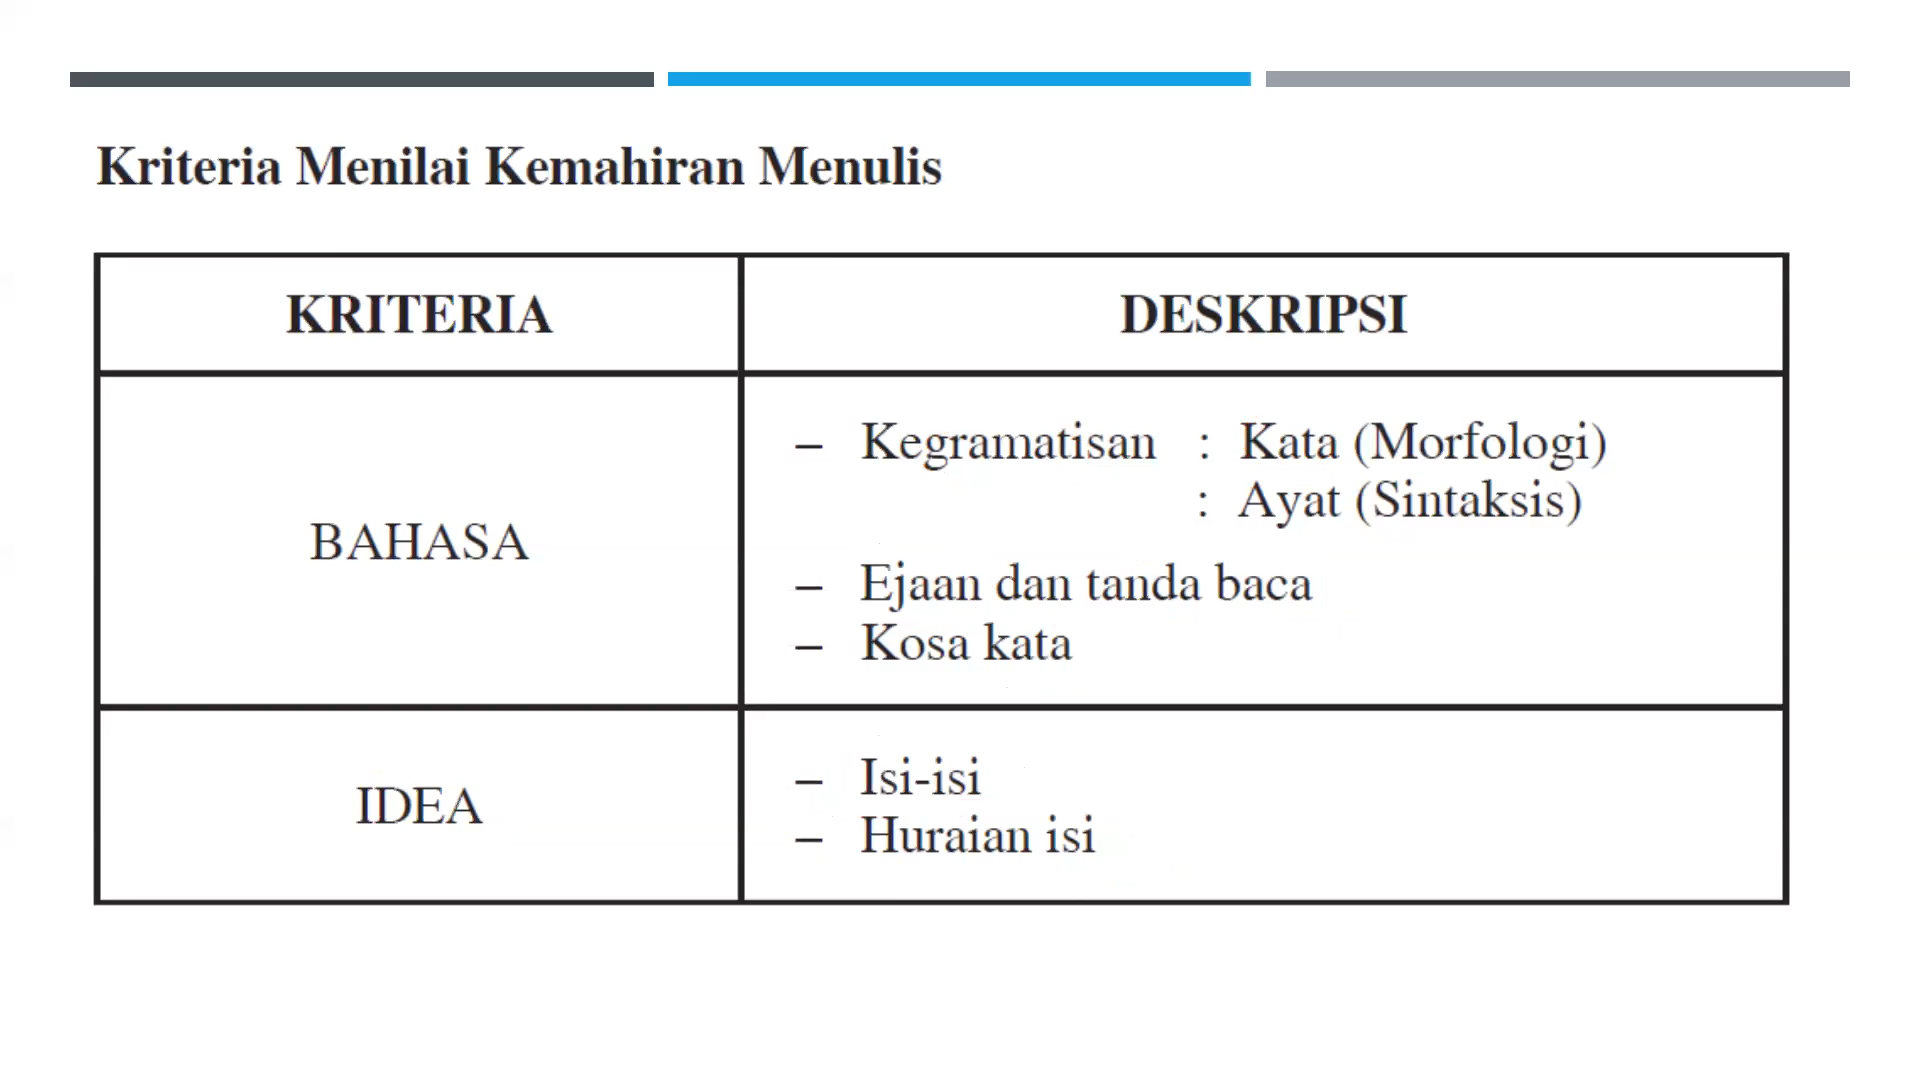 Kriteria Menilai Kemahiran Menulis
KRITERIA
DESKRIPSI
BAHASA
– Kegramatisan : Kata (Morfologi)
: Ayat (Sintaksis)
– Ejaan dan tanda baca
– Kosa kata
IDEA
– Isi-isi
– Huraian isi